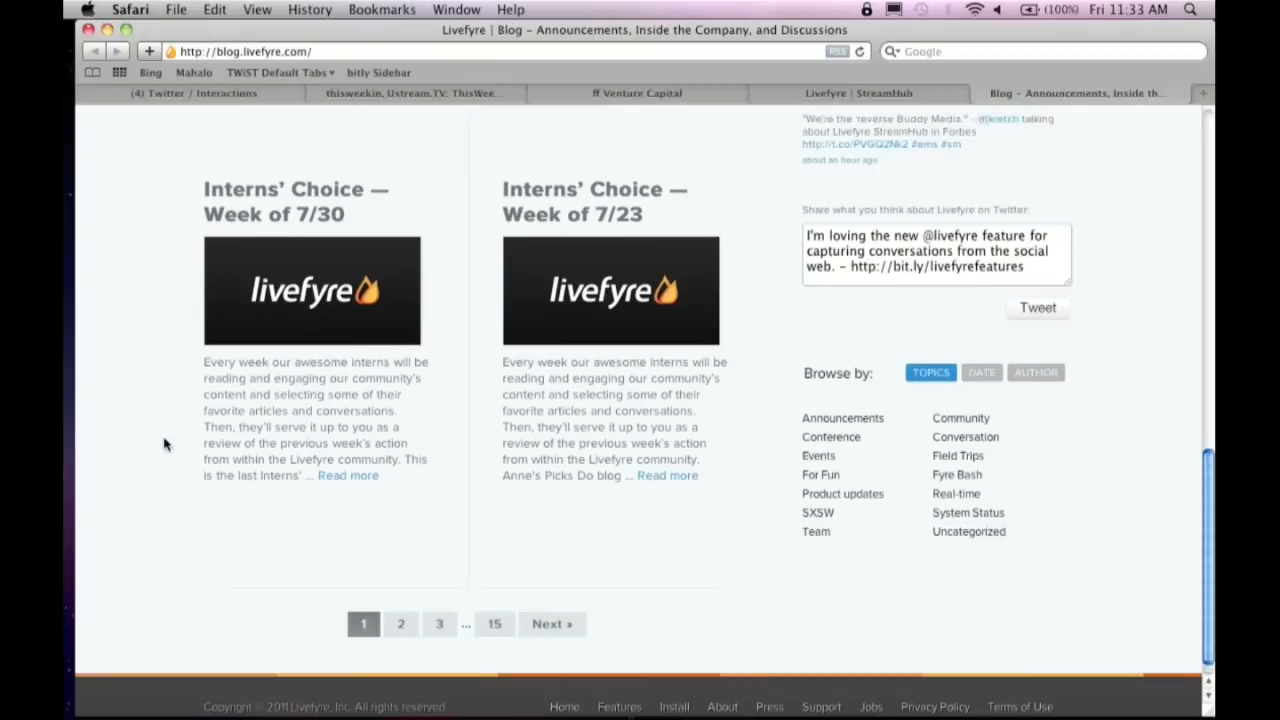 Safari File Edit View History Bookmarks Window Help (100%) Fri 11:33 AM
Livefyre | Blog – Announcements, Inside the Company, and Discussions
http://blog.livefyre.com/ RSS Google
Bing Mahalo TWiST Default Tabs bitly Sidebar
(4) Twitter / Interactions thisweekin, Ustream.TV: ThisWee... ff Venture Capital Livefyre | StreamHub Blog – Announcements, Inside th...
"We're the 'reverse Buddy Media." – @jkretch talking
about Livefyre StreamHub in Forbes
http://t.co/PVGQ2Nk2 #ems #sm
about an hour ago
Interns' Choice —
Week of 7/30
livefyre
Every week our awesome interns will be
reading and engaging our community's
content and selecting some of their
favorite articles and conversations.
Then, they'll serve it up to you as a
review of the previous week's action
from within the Livefyre community. This
is the last Interns' ... Read more
Interns' Choice —
Week of 7/23
livefyre
Every week our awesome interns will be
reading and engaging our community's
content and selecting some of their
favorite articles and conversations.
Then, they'll serve it up to you as a
review of the previous week's action
from within the Livefyre community.
Anne's Picks Do blog ... Read more
Share what you think about Livefyre on Twitter:
I'm loving the new @livefyre feature for
capturing conversations from the social
web. – http://bit.ly/livefyrefeatures
Tweet
Browse by: TOPICS DATE AUTHOR
Announcements Community
Conference Conversation
Events Field Trips
For Fun Fyre Bash
Product updates Real-time
SXSW System Status
Team Uncategorized
1 2 3 ... 15 Next »
Copyright © 2011 Livefyre, Inc. All rights reserved. Home Features Install About Press Support Jobs Privacy Policy Terms of Use